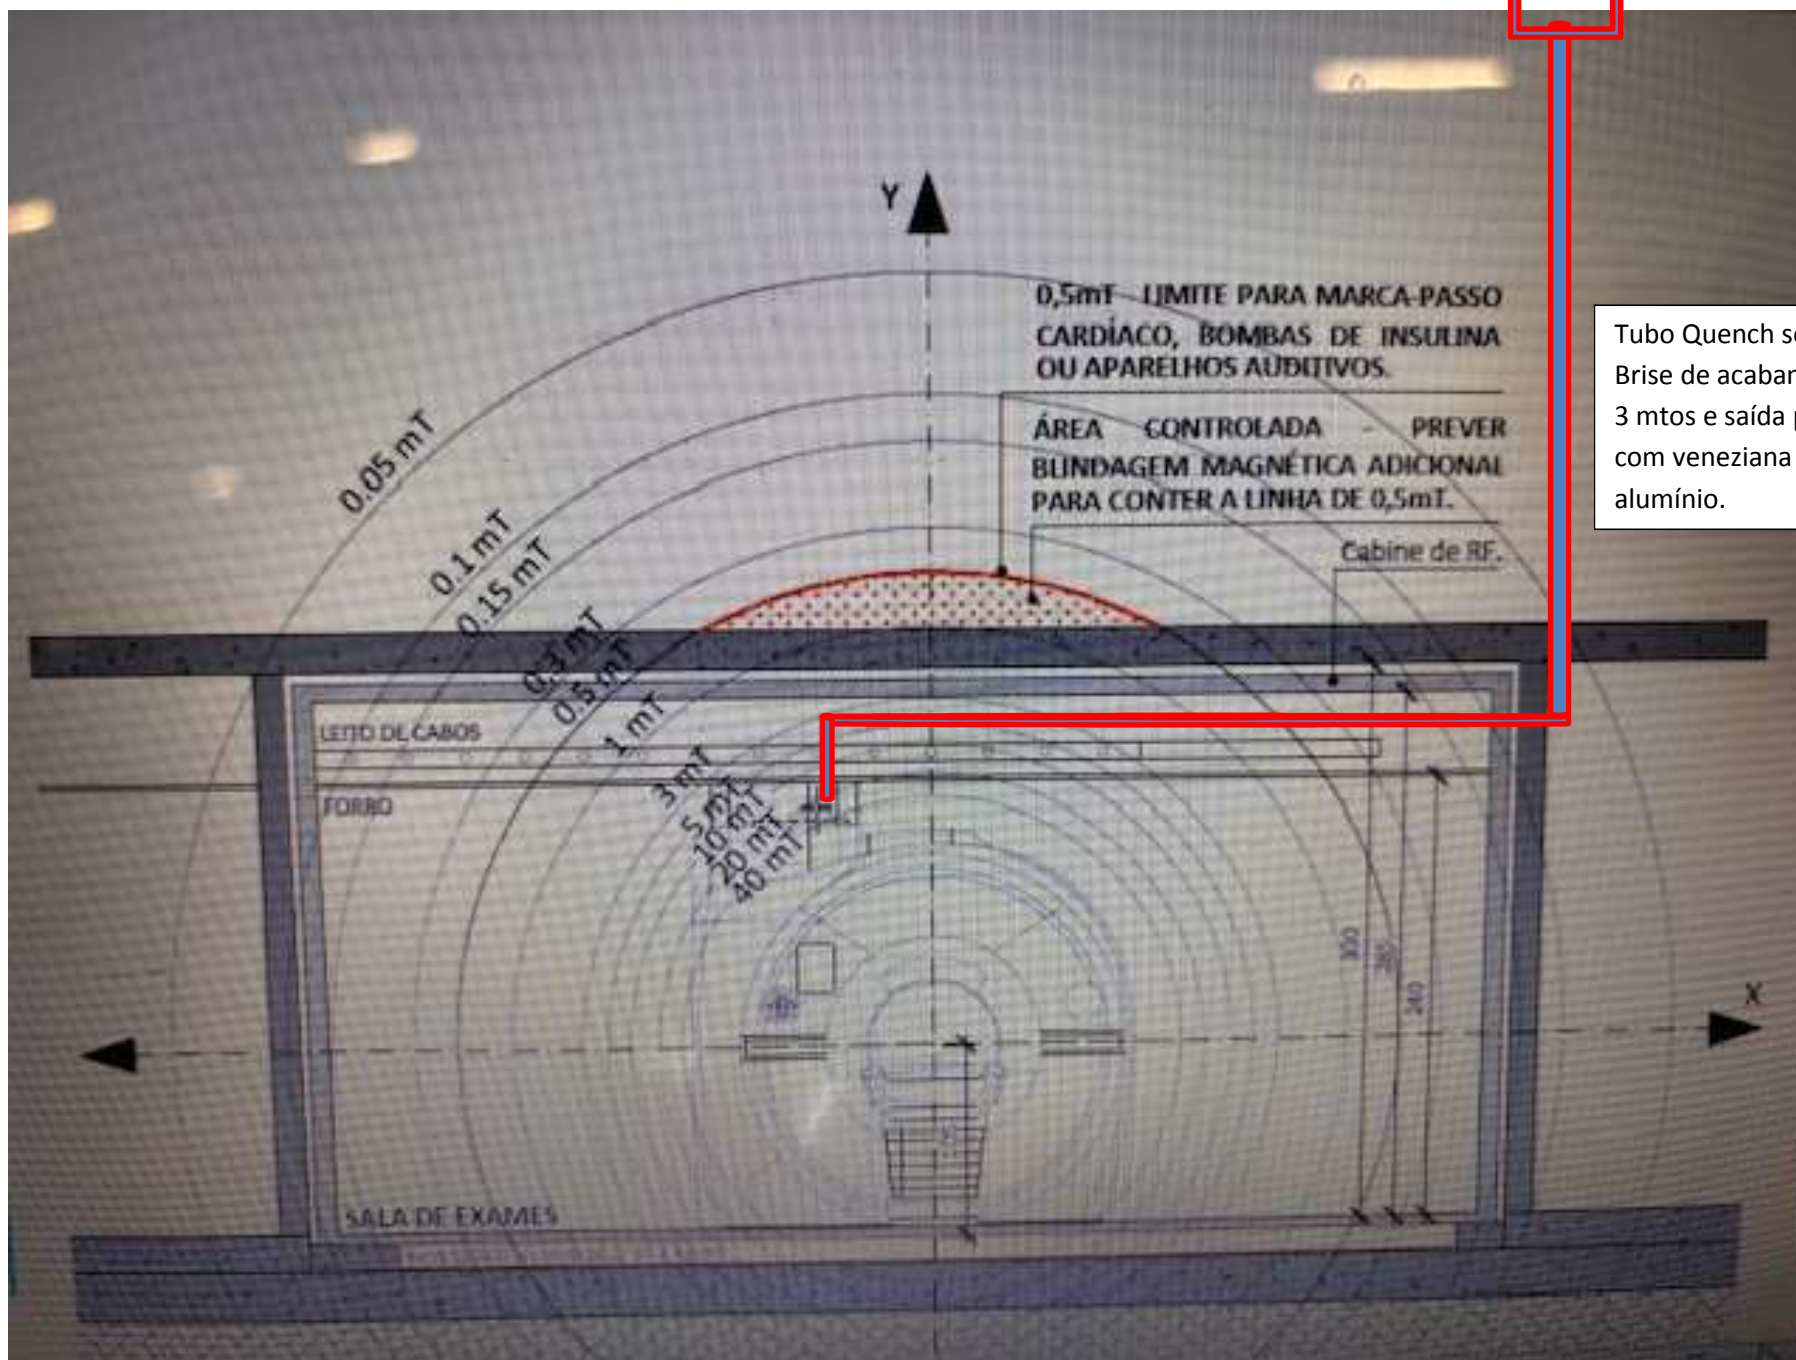 Y
0,5mT LIMITE PARA MARCA-PASSO
CARDÍACO, BOMBAS DE INSULINA
OU APARELHOS AUDITIVOS.
ÁREA CONTROLADA - PREVER
BLINDAGEM MAGNÉTICA ADICIONAL
PARA CONTER A LINHA DE 0,5mT.
Cabine de RF.
Tubo Quench
Brise de
3 mtos e saída
com veneziana
alumínio.
0.05 mT
0.1 mT
0.15 mT
0.3 mT
0.5 mT
1 mT
3 mT
5 mT
10 mT
20 mT
40 mT
LEITO DE CABOS
FORRO
300
285
240
X
SALA DE EXAMES